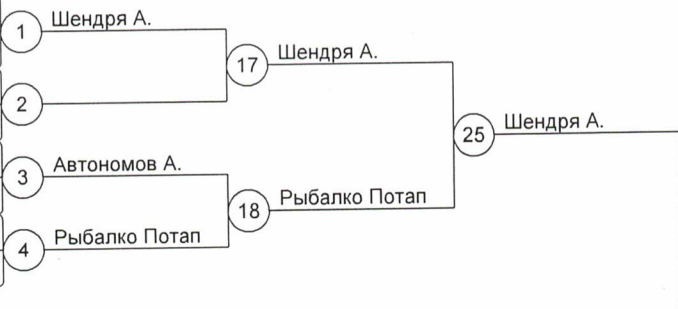 1 Шендря А.
17 Шендря А.
2
25 Шендря А.
3 Автономов А.
18 Рыбалко Потап
4 Рыбалко Потап